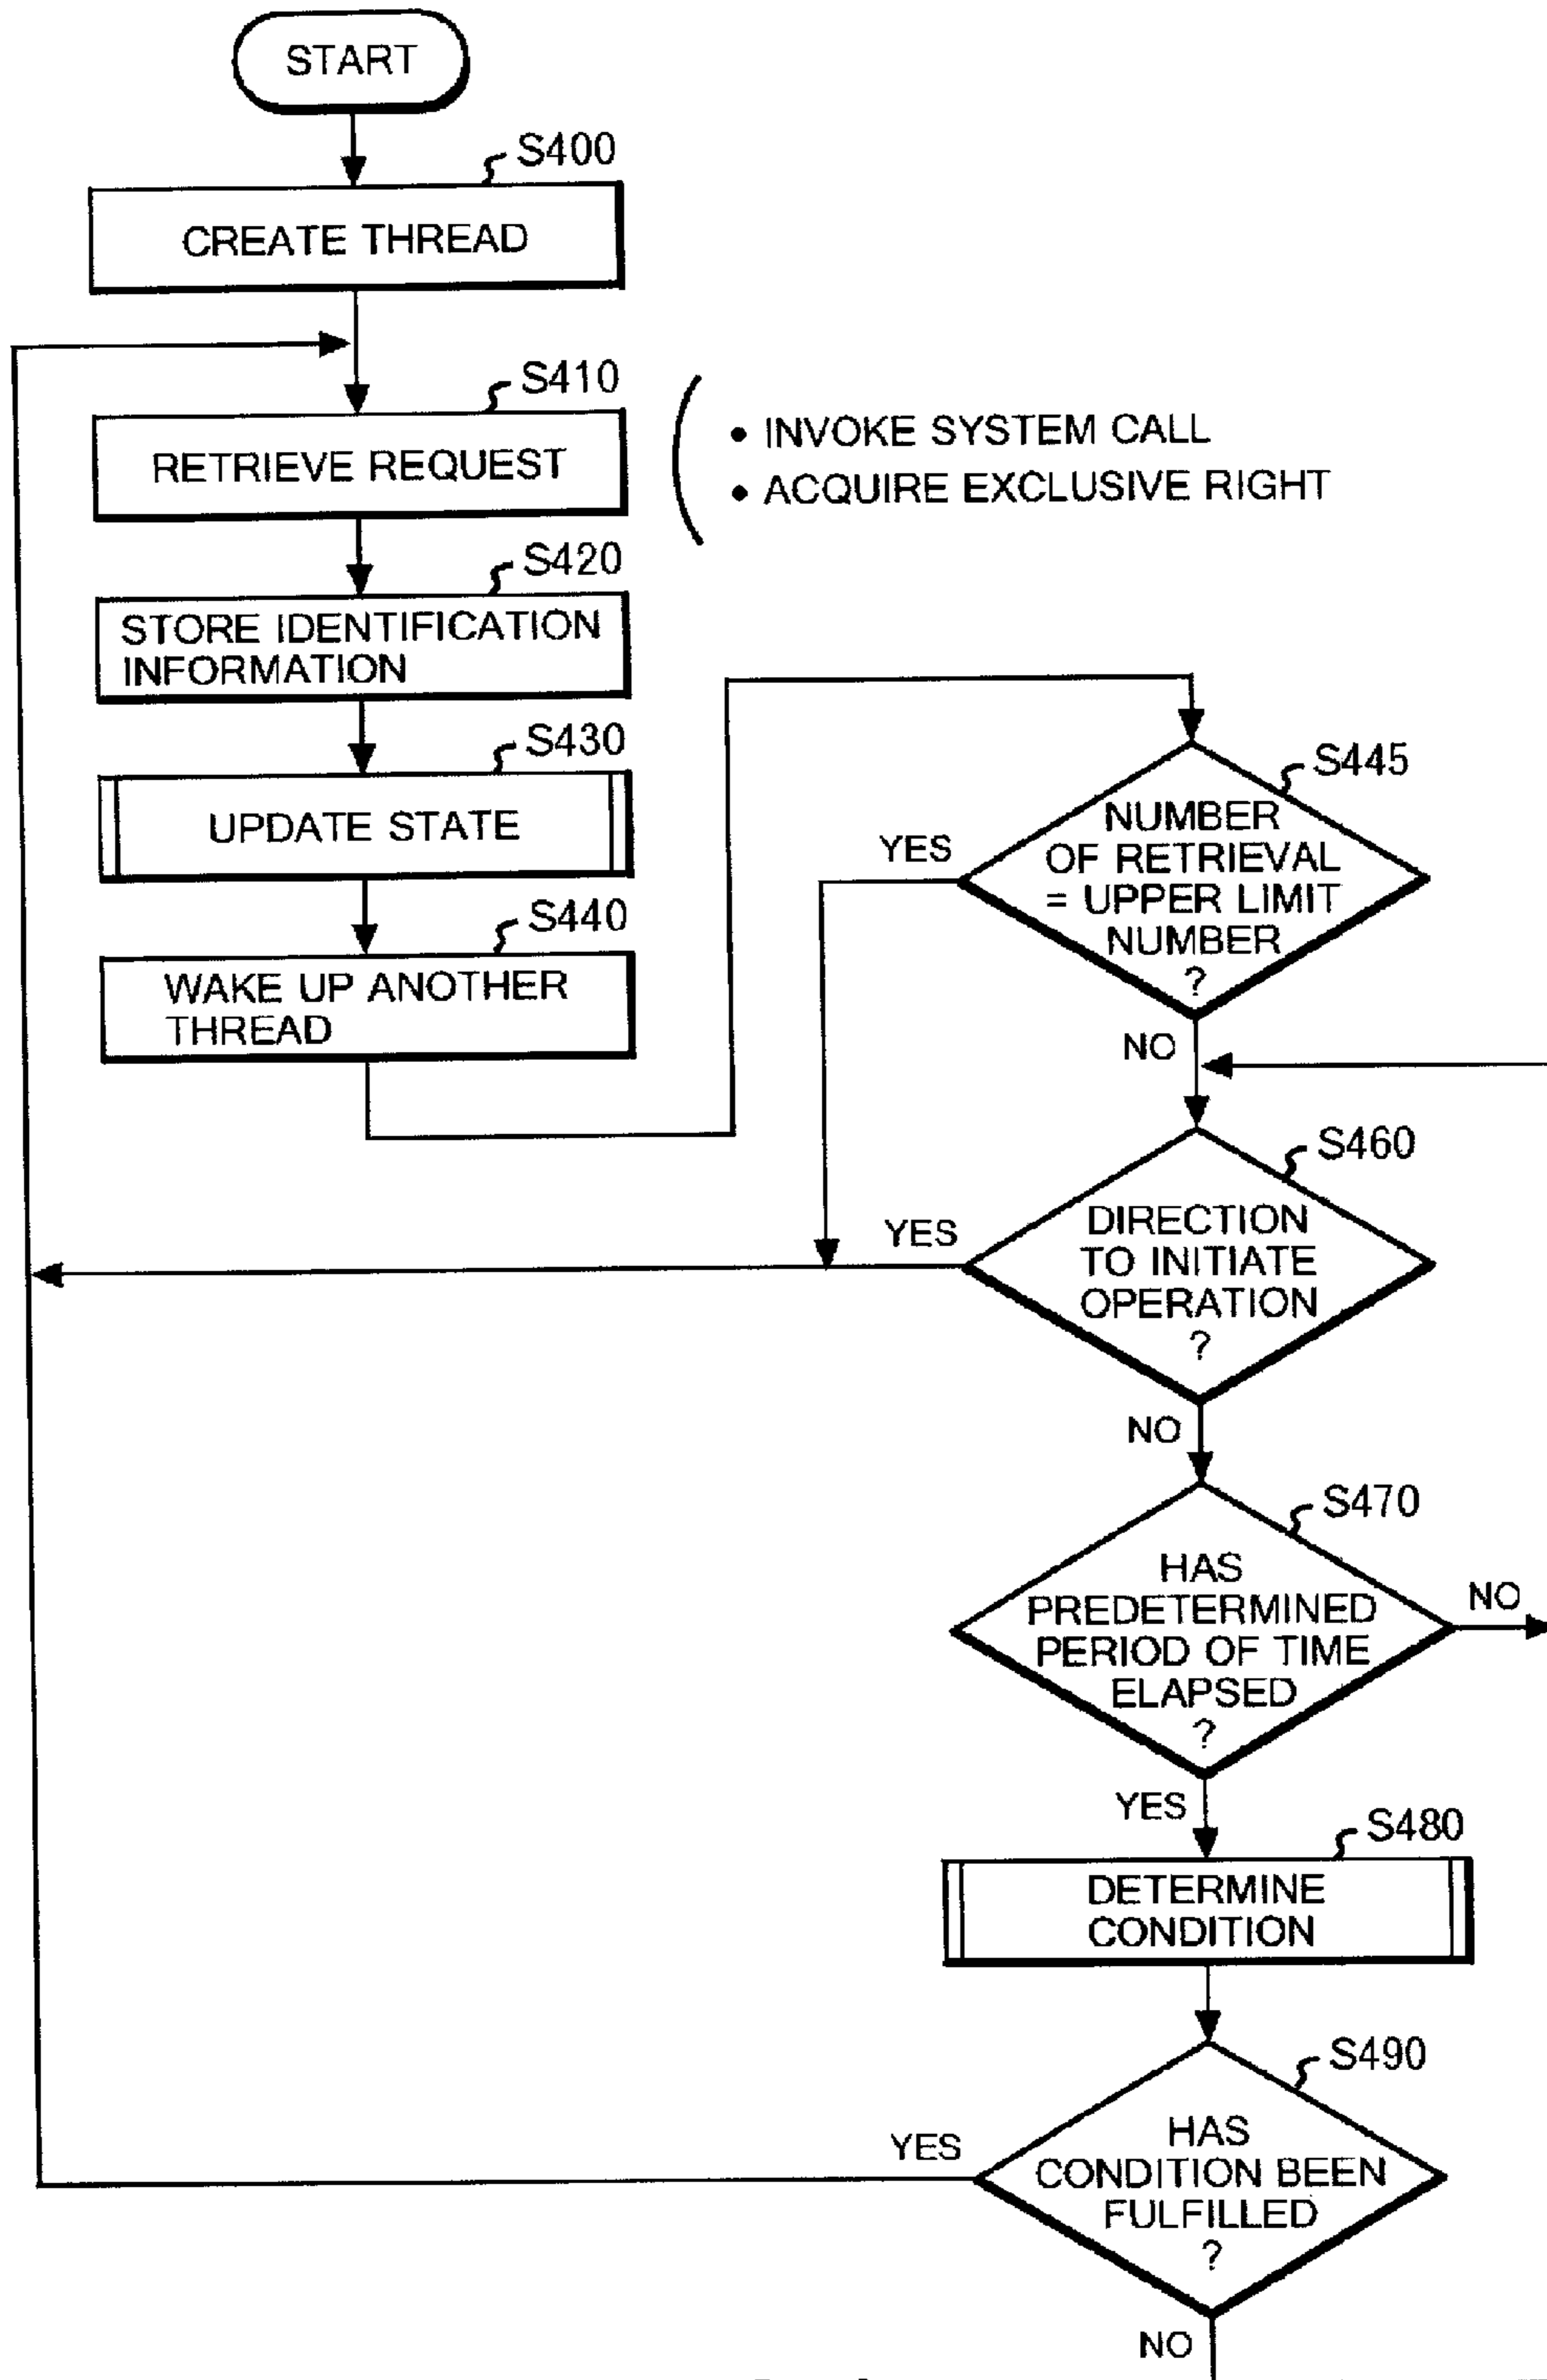 START
S400
CREATE THREAD
S410
RETRIEVE REQUEST
• INVOKE SYSTEM CALL
• ACQUIRE EXCLUSIVE RIGHT
S420
STORE IDENTIFICATION
INFORMATION
S430
UPDATE STATE
S440
WAKE UP ANOTHER
THREAD
S445
NUMBER
OF RETRIEVAL
= UPPER LIMIT
NUMBER
?
YES
NO
S460
DIRECTION
TO INITIATE
OPERATION
?
YES
NO
S470
HAS
PREDETERMINED
PERIOD OF TIME
ELAPSED
?
NO
YES
S480
DETERMINE
CONDITION
S490
HAS
CONDITION BEEN
FULFILLED
?
YES
NO